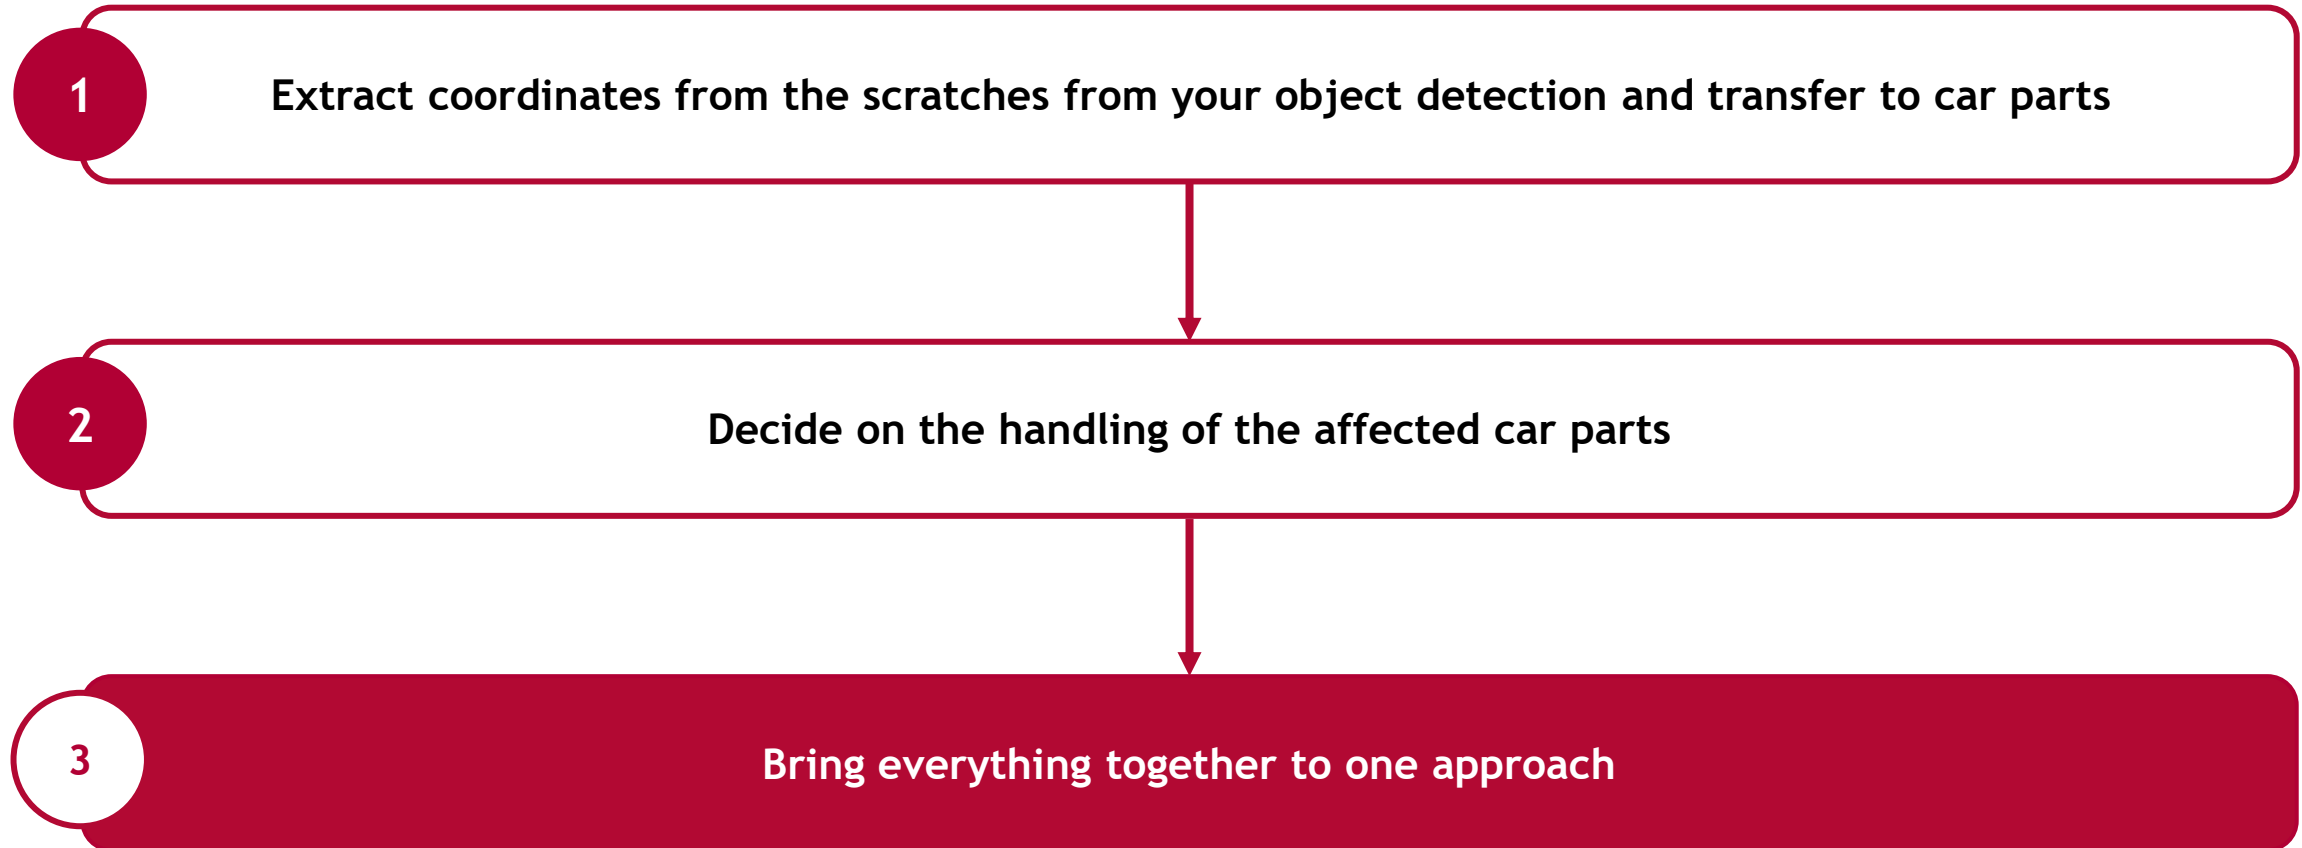 1
Extract coordinates from the scratches from your object detection and transfer to car parts
2
Decide on the handling of the affected car parts
3
Bring everything together to one approach